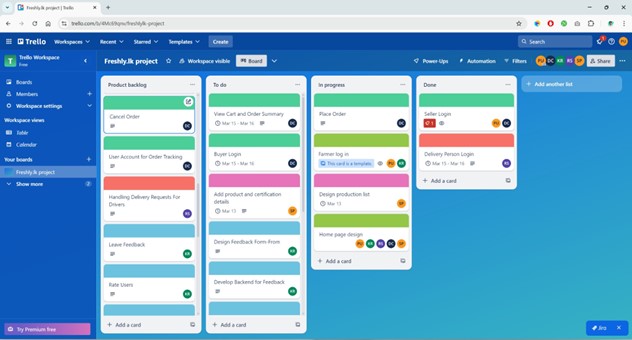 Freshly.lk project | Trello
trello.com/b/4Mc69qnv/freshlylk-project
Trello
Workspaces
Recent
Starred
Templates
Create
Search
PU
T
Trello Workspace
Free
Freshly.lk project
Workspace visible
Board
Power-Ups
Automation
Filters
PU
DC
KR
RS
SP
Share
Boards
Members
Workspace settings
Workspace views
Table
Calendar
Your boards
Freshly.lk project
Show more
Try Premium free
Product backlog
Cancel Order
DC
User Account for Order Tracking
DC
Handling Delivery Requests For
Drivers
RS
Leave Feedback
KR
Rate Users
KR
Add a card
To do
View Cart and Order Summary
Mar 15 - Mar 16
DC
Buyer Login
Mar 15 - Mar 16
DC
Add product and certification
details
Mar 13
SP
Design Feedback Form From
KR
Develop Backend for Feedback
KR
Add a card
In progress
Place Order
DC
Farmer log in
This card is a template.
PU
KR
Design production list
Mar 13
SP
Home page design
PU
KR
RS
DC
SP
Add a card
Done
Seller Login
PU
DC
Delivery Person Login
Mar 15 - Mar 16
RS
Add a card
Add another list
Jira